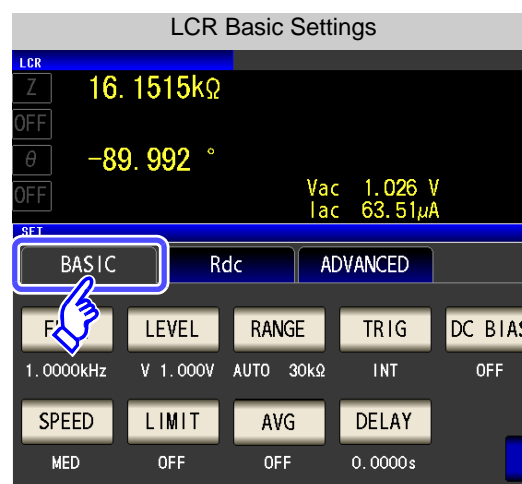 LCR Basic Settings
LCR
Z 16.1515kΩ
OFF
θ -89.992 °
OFF
Vac 1.026 V
Iac 63.51μA
SET
BASIC Rdc ADVANCED
LEVEL RANGE TRIG DC BIAS
1.0000kHz V 1.000V AUTO 30kΩ INT OFF
SPEED LIMIT AVG DELAY
MED OFF OFF 0.0000s